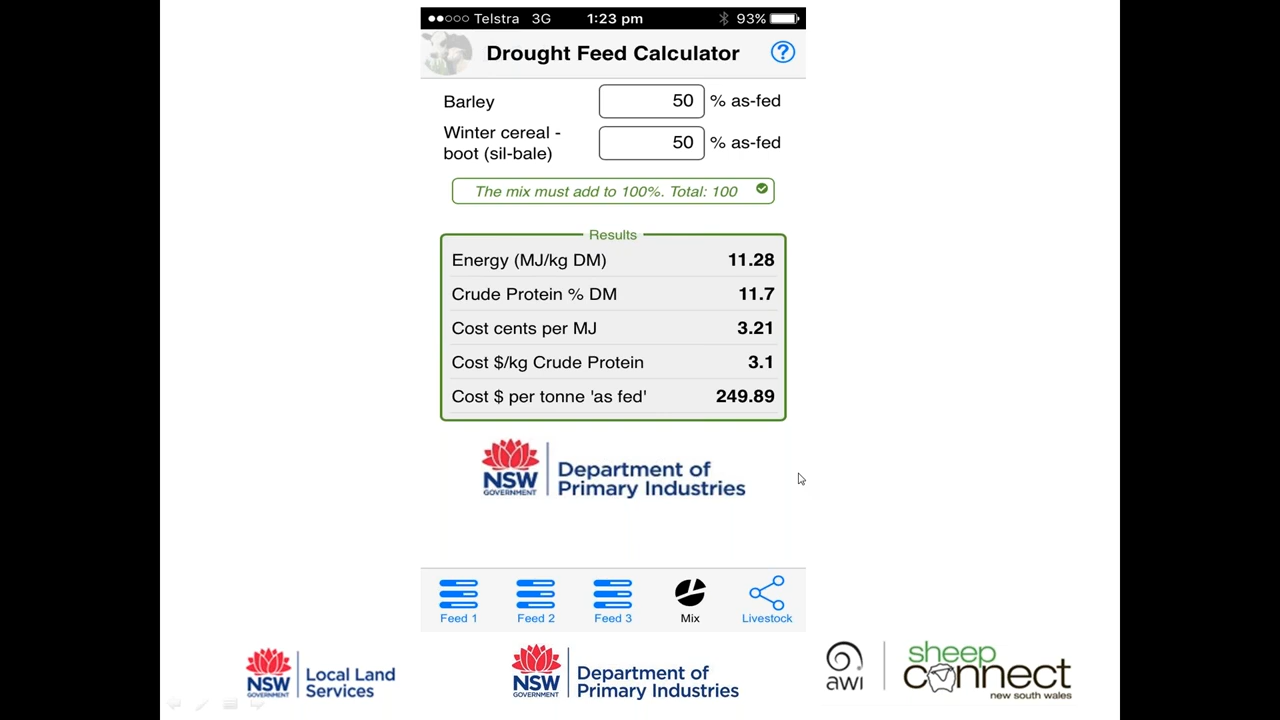 Telstra 3G 1:23 pm 93%
Drought Feed Calculator ?
Barley 50 % as-fed
Winter cereal -
boot (sil-bale) 50 % as-fed
The mix must add to 100%. Total: 100
Results
Energy (MJ/kg DM) 11.28
Crude Protein % DM 11.7
Cost cents per MJ 3.21
Cost $/kg Crude Protein 3.1
Cost $ per tonne 'as fed' 249.89
NSW
GOVERNMENT
Department of
Primary Industries
Feed 1 Feed 2 Feed 3 Mix Livestock
NSW
GOVERNMENT
Local Land
Services
NSW
GOVERNMENT
Department of
Primary Industries
awi
sheep
connect
new south wales